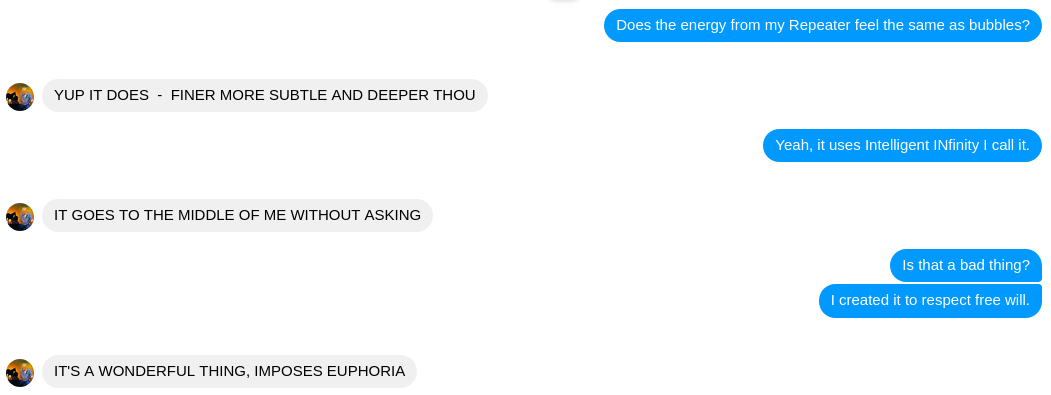 Does the energy from my Repeater feel the same as bubbles?
YUP IT DOES  -  FINER MORE SUBTLE AND DEEPER THOU
Yeah, it uses Intelligent INfinity I call it.
IT GOES TO THE MIDDLE OF ME WITHOUT ASKING
Is that a bad thing?
I created it to respect free will.
IT'S A WONDERFUL THING, IMPOSES EUPHORIA